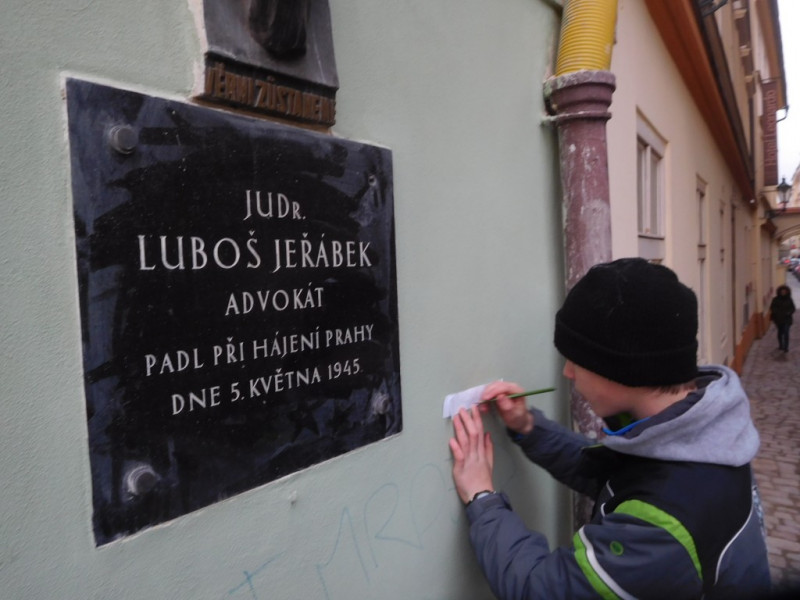 VĚRNI ZŮSTANEME
JUDR.
LUBOŠ JEŘÁBEK
ADVOKÁT
PADL PŘI HÁJENÍ PRAHY
DNE 5. KVĚTNA 1945.